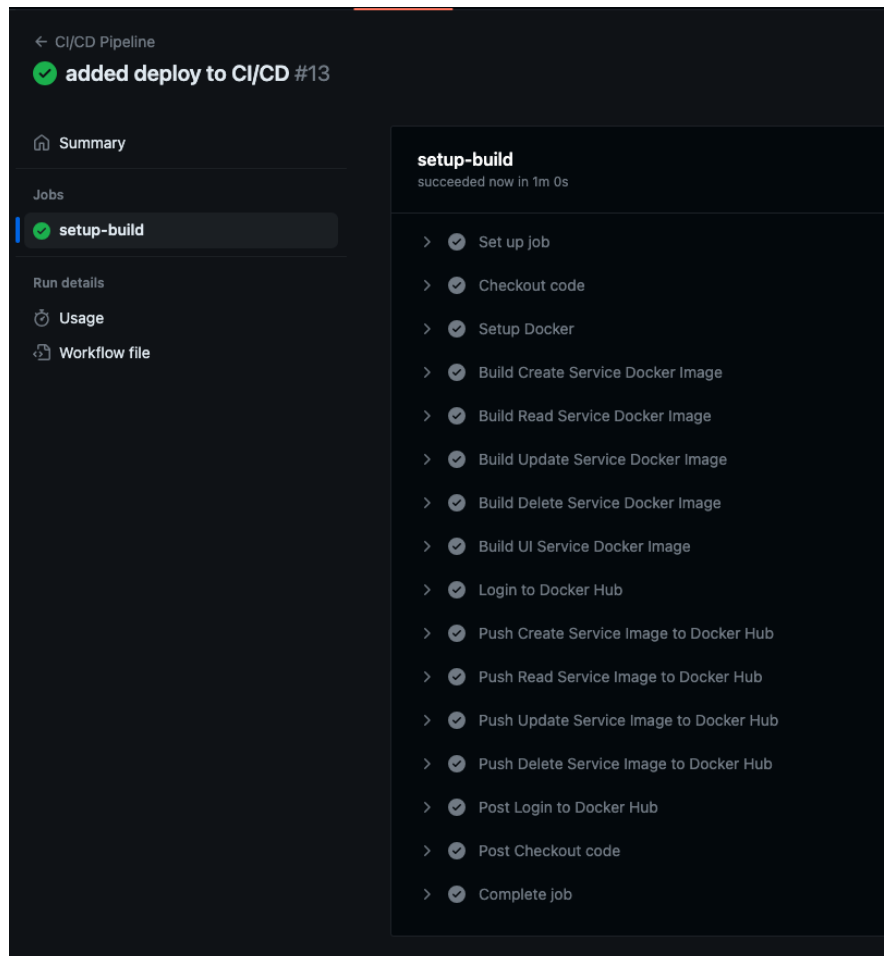 ← CI/CD Pipeline
added deploy to CI/CD #13
Summary
Jobs
setup-build
Run details
Usage
Workflow file
setup-build
succeeded now in 1m 0s
Set up job
Checkout code
Setup Docker
Build Create Service Docker Image
Build Read Service Docker Image
Build Update Service Docker Image
Build Delete Service Docker Image
Build UI Service Docker Image
Login to Docker Hub
Push Create Service Image to Docker Hub
Push Read Service Image to Docker Hub
Push Update Service Image to Docker Hub
Push Delete Service Image to Docker Hub
Post Login to Docker Hub
Post Checkout code
Complete job